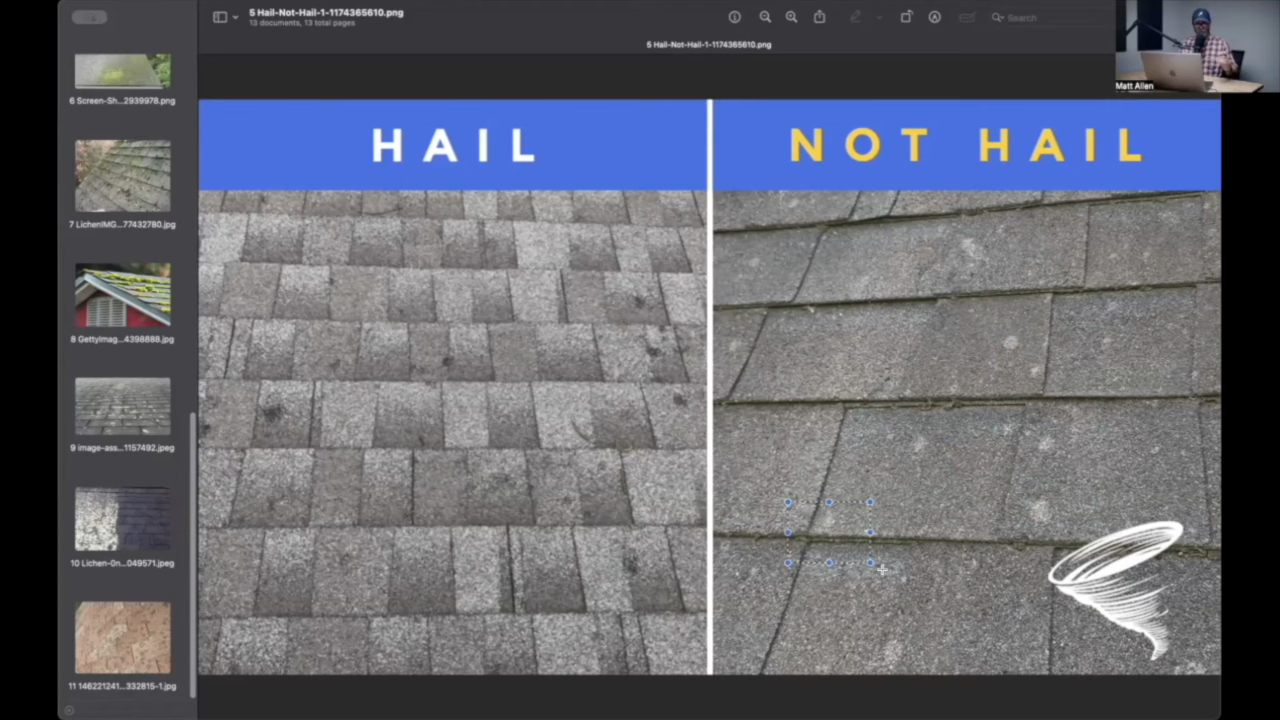 5 Hail-Not-Hail-1-1174365610.png
13 documents, 13 total pages
Search
5 Hail-Not-Hail-1-1174365610.png
Matt Allen
6 Screen-Sh...2939978.png
7 LichenIMG...77432780.jpg
8 GettyImag...4398888.jpg
9 image-ass...1157492.jpeg
10 Lichen-0n...049571.jpeg
11 146221241...332815-1.jpg
HAIL
NOT HAIL